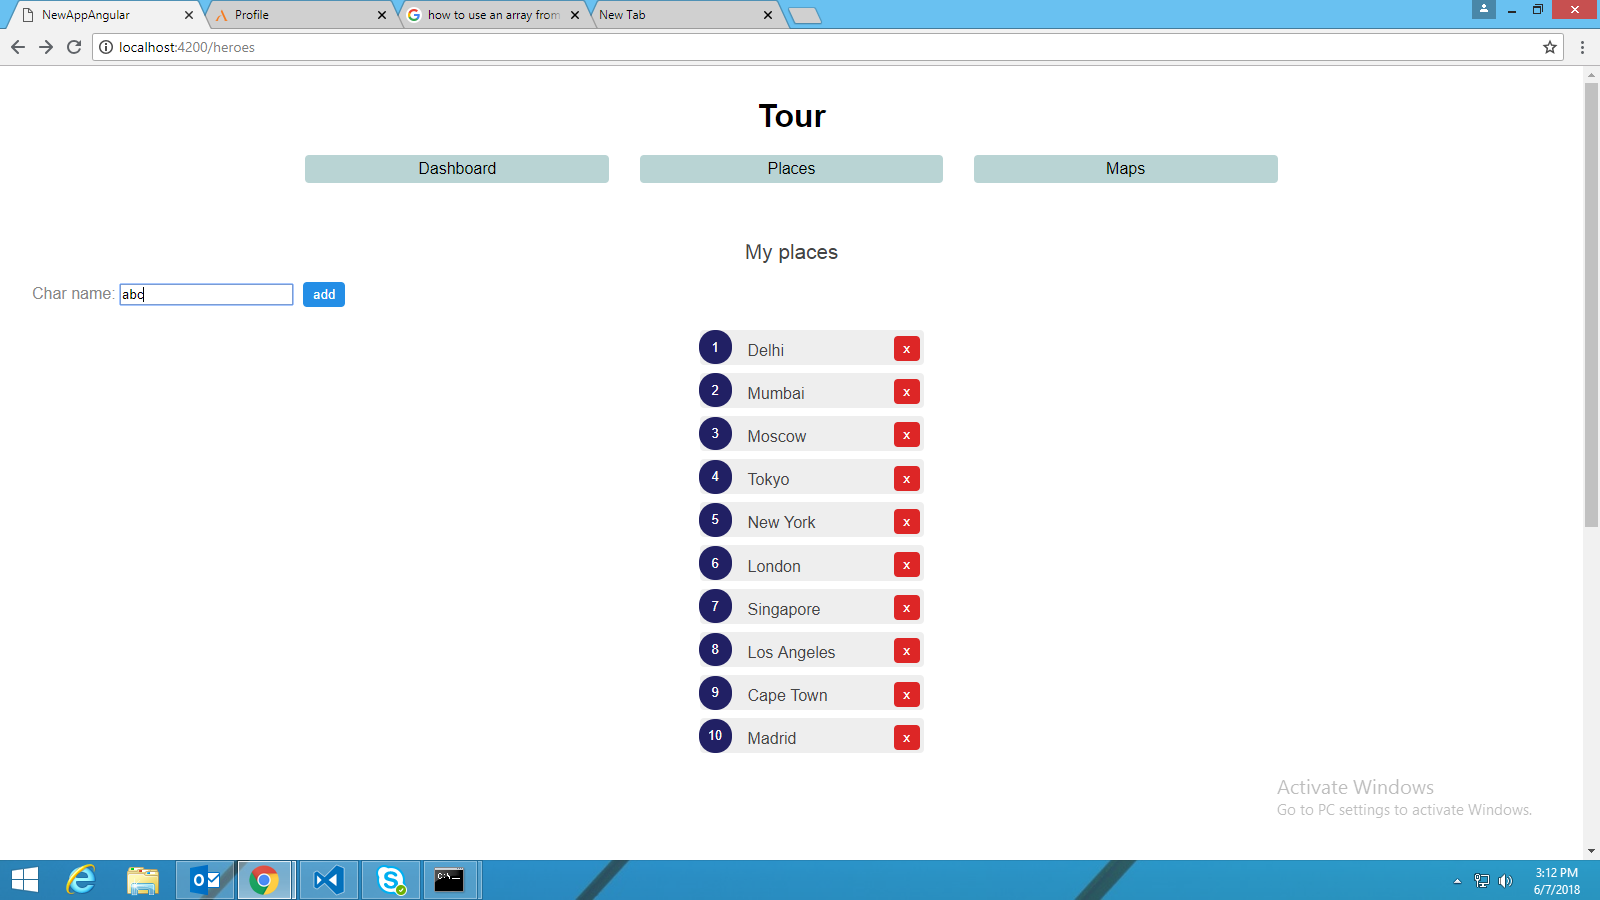 NewAppAngular
Profile
how to use an array from
New Tab
localhost:4200/heroes
Tour
Dashboard Places Maps
My places
Char name: abc add
1 Delhi x
2 Mumbai x
3 Moscow x
4 Tokyo x
5 New York x
6 London x
7 Singapore x
8 Los Angeles x
9 Cape Town x
10 Madrid x
Activate Windows
Go to PC settings to activate Windows.
3:12 PM
6/7/2018